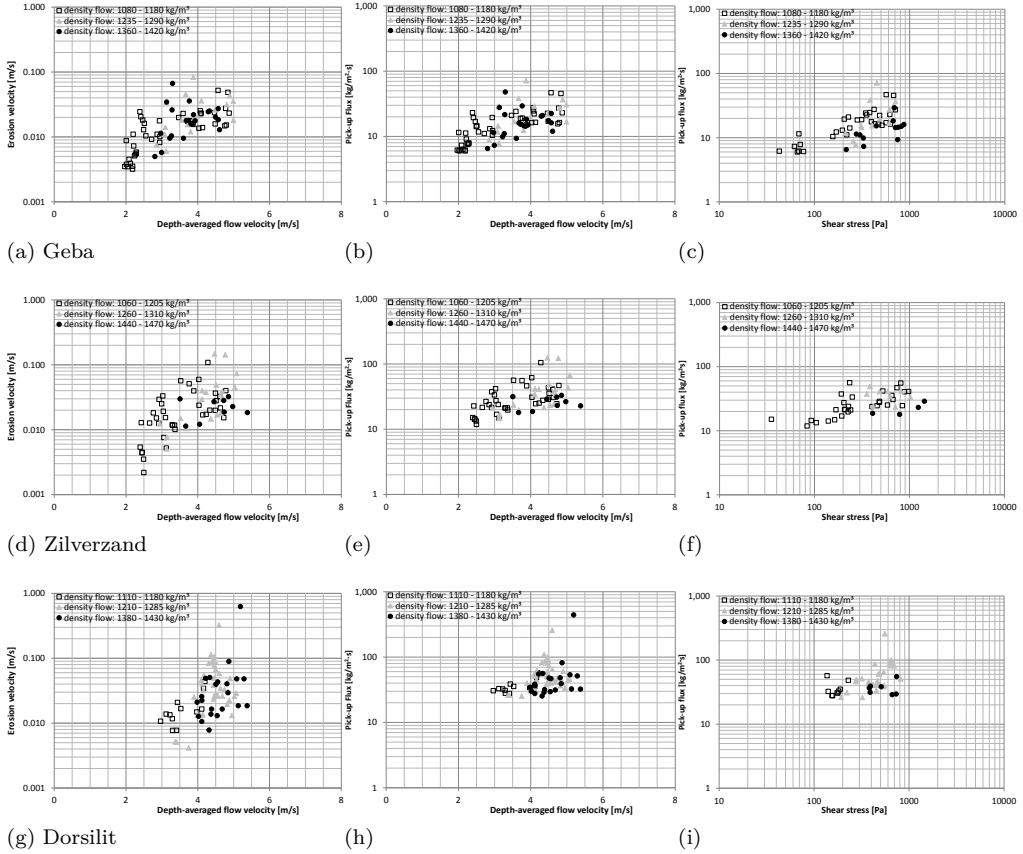 1.000
0.100
0.010
0.001
Erosion velocity [m/s]
density flow: 1080 - 1180 kg/m³
density flow: 1235 - 1290 kg/m³
density flow: 1360 - 1420 kg/m³
0 2 4 6 8
Depth-averaged flow velocity [m/s]
(a) Geba
1,000
100
10
1
Pick-up Flux [kg/m²·s]
density flow: 1080 - 1180 kg/m³
density flow: 1235 - 1290 kg/m³
density flow: 1360 - 1420 kg/m³
0 2 4 6 8
Depth-averaged flow velocity [m/s]
(b)
1,000
100
10
1
Pick-up flux [kg/m²s]
density flow: 1080 - 1180 kg/m³
density flow: 1235 - 1290 kg/m³
density flow: 1360 - 1420 kg/m³
10 100 1000 10000
Shear stress [Pa]
(c)
1.000
0.100
0.010
0.001
Erosion velocity [m/s]
density flow: 1060 - 1205 kg/m³
density flow: 1260 - 1310 kg/m³
density flow: 1440 - 1470 kg/m³
0 2 4 6 8
Depth-averaged flow velocity [m/s]
(d) Zilverzand
1,000
100
10
1
Pick-up Flux [kg/m²·s]
density flow: 1060 - 1205 kg/m³
density flow: 1260 - 1310 kg/m³
density flow: 1440 - 1470 kg/m³
0 2 4 6 8
Depth-averaged flow velocity [m/s]
(e)
1,000
100
10
1
Pick-up flux [kg/m²s]
density flow: 1060 - 1205 kg/m³
density flow: 1260 - 1310 kg/m³
density flow: 1440 - 1470 kg/m³
10 100 1000 10000
Shear stress [Pa]
(f)
1.000
0.100
0.010
0.001
Erosion velocity [m/s]
density flow: 1110 - 1180 kg/m³
density flow: 1210 - 1285 kg/m³
density flow: 1380 - 1430 kg/m³
0 2 4 6 8
Depth-averaged flow velocity [m/s]
(g) Dorsilit
1,000
100
10
1
Pick-up Flux [kg/m²·s]
density flow: 1110 - 1180 kg/m³
density flow: 1210 - 1285 kg/m³
density flow: 1380 - 1430 kg/m³
0 2 4 6 8
Depth-averaged flow velocity [m/s]
(h)
1,000
100
10
1
Pick-up flux [kg/m²s]
density flow: 1110 - 1180 kg/m³
density flow: 1210 - 1285 kg/m³
density flow: 1380 - 1430 kg/m³
10 100 1000 10000
Shear stress [Pa]
(i)